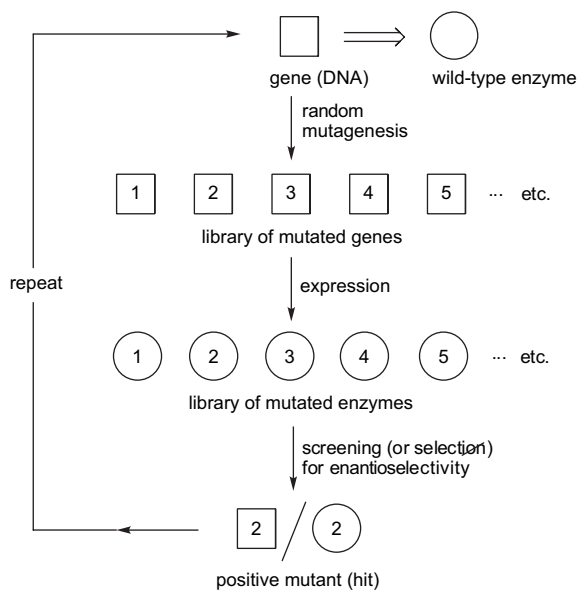 gene (DNA)
wild-type enzyme
random
mutagenesis
1 2 3 4 5 ··· etc.
library of mutated genes
repeat
expression
1 2 3 4 5 ··· etc.
library of mutated enzymes
screening (or selection)
for enantioselectivity
2 / 2
positive mutant (hit)